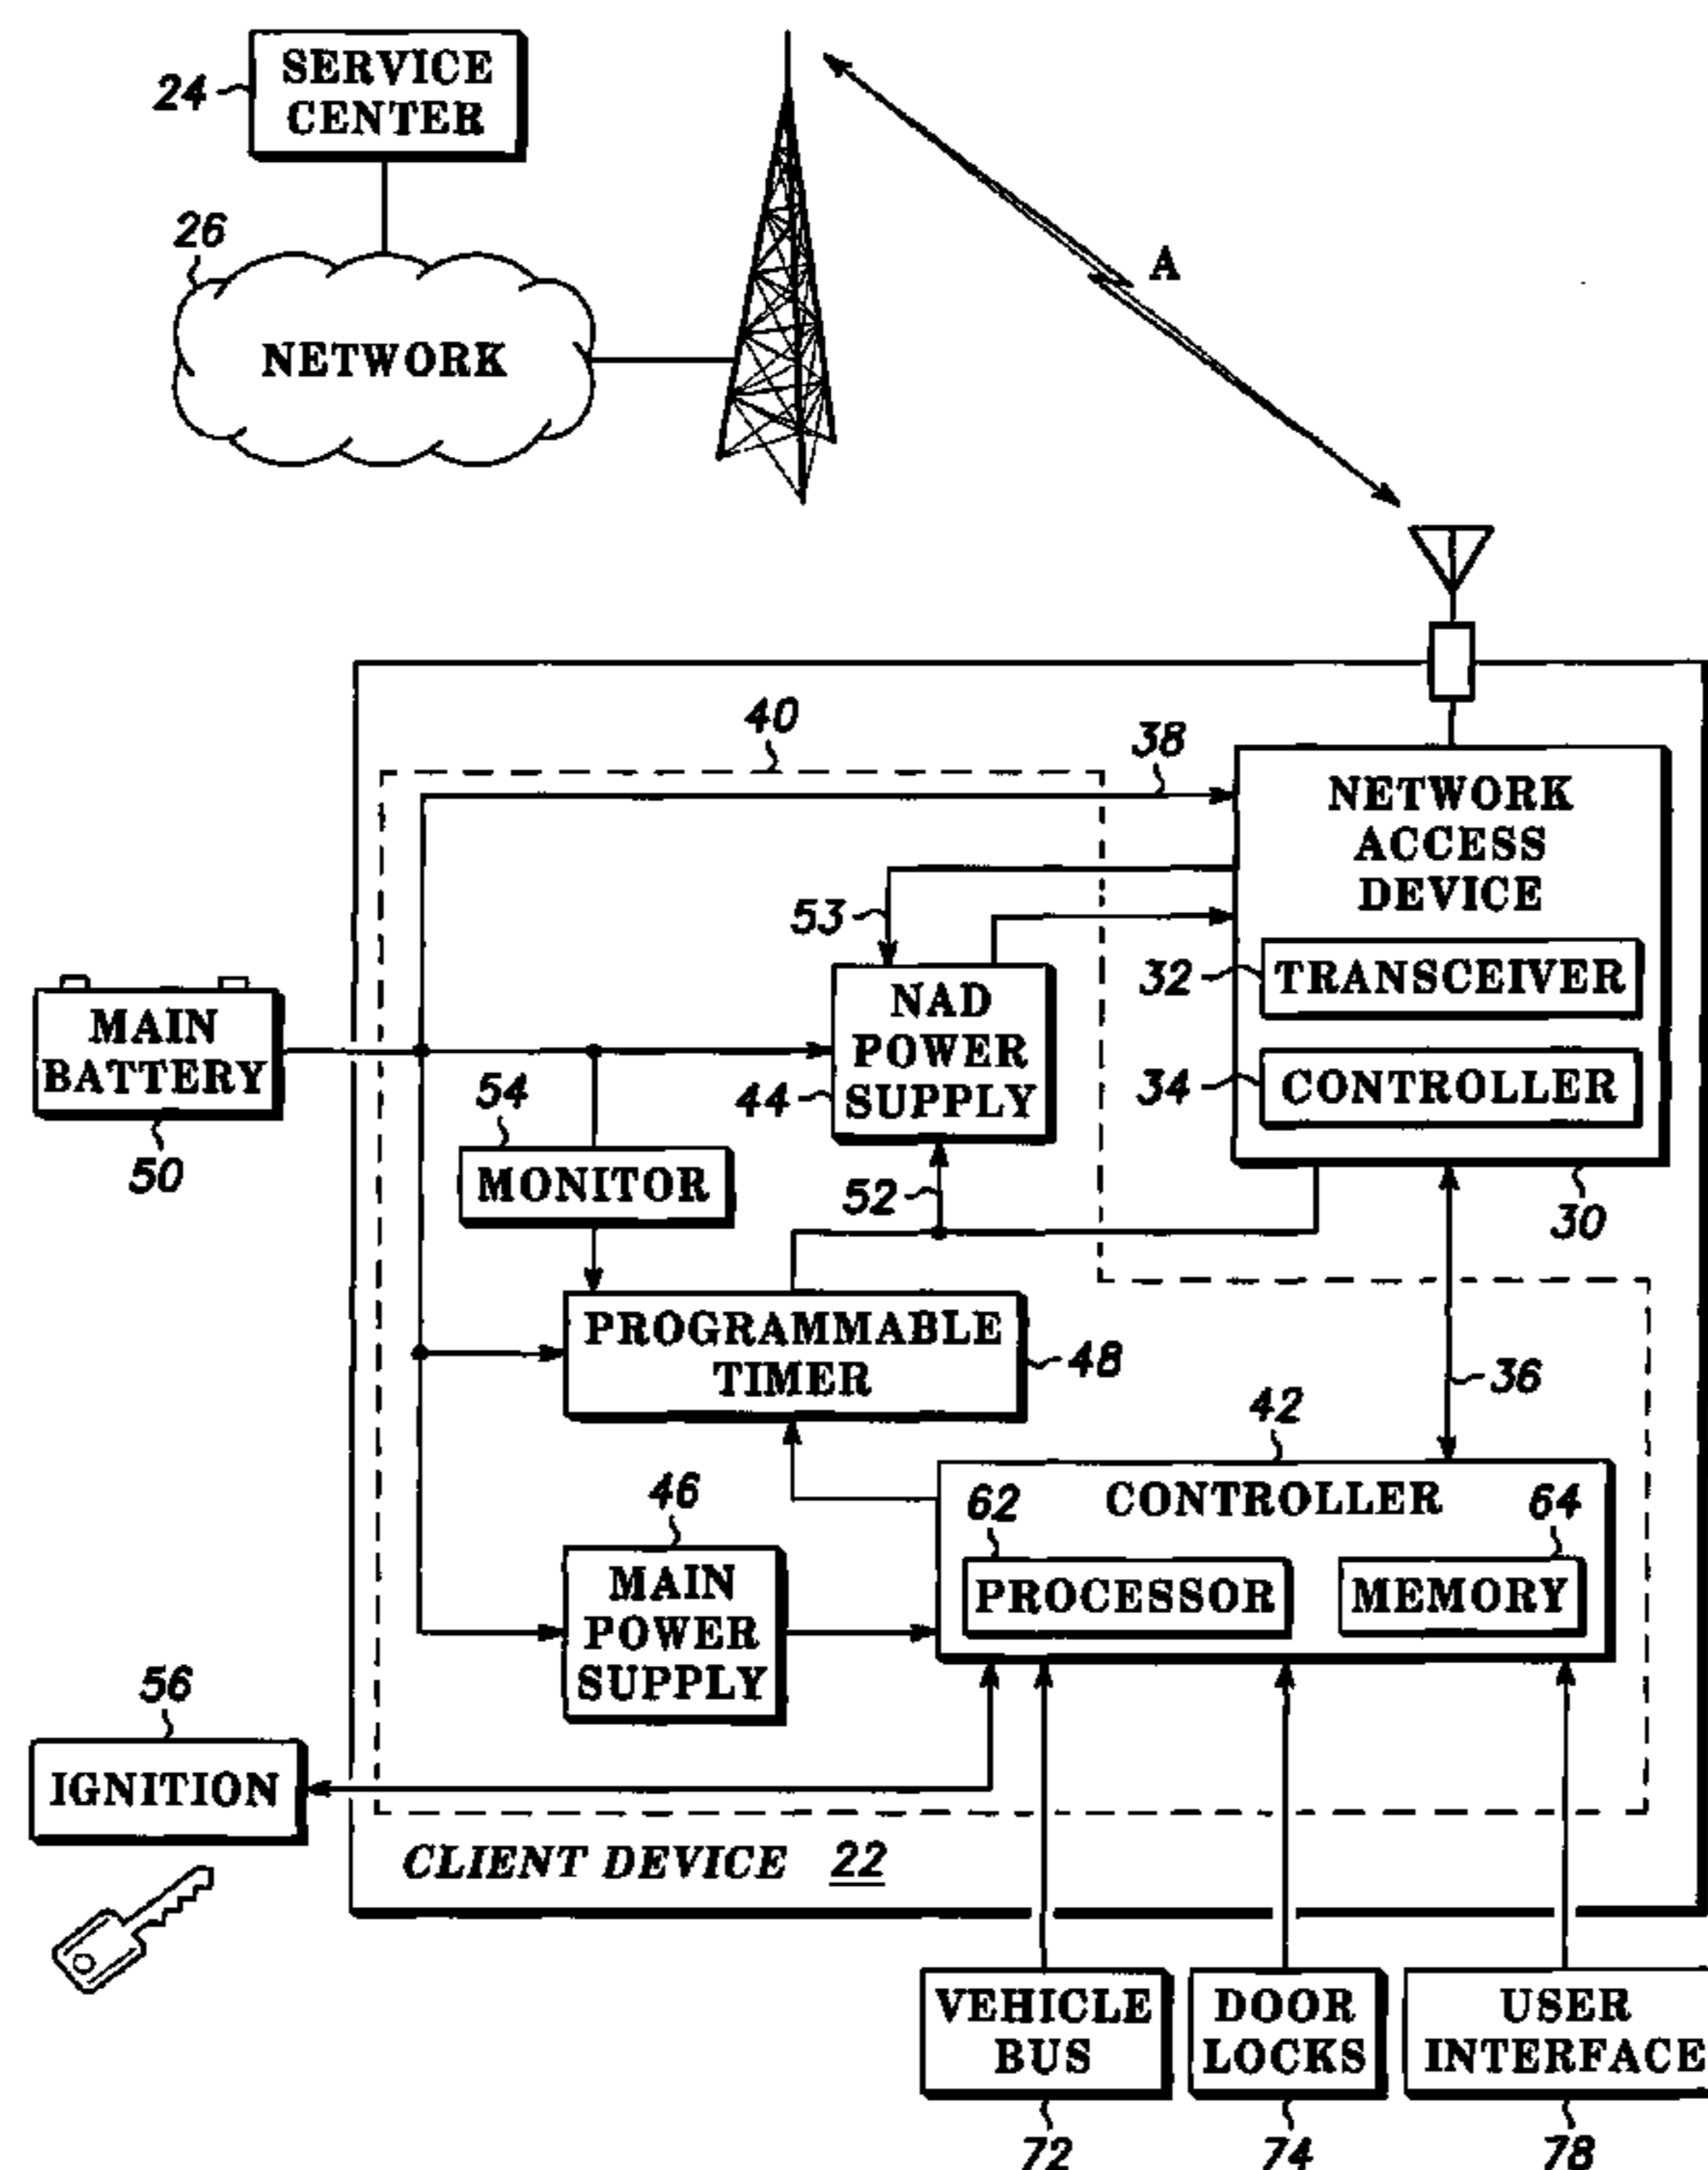 SERVICE
CENTER
24
26
NETWORK
A
40
38
NETWORK
ACCESS
DEVICE
53
32
TRANSCEIVER
NAD
POWER
SUPPLY
44
34
CONTROLLER
MAIN
BATTERY
50
54
MONITOR
52
30
PROGRAMMABLE
TIMER
48
36
42
CONTROLLER
62
64
PROCESSOR
MEMORY
46
MAIN
POWER
SUPPLY
56
IGNITION
CLIENT DEVICE 22
VEHICLE
BUS
DOOR
LOCKS
USER
INTERFACE
72
74
78